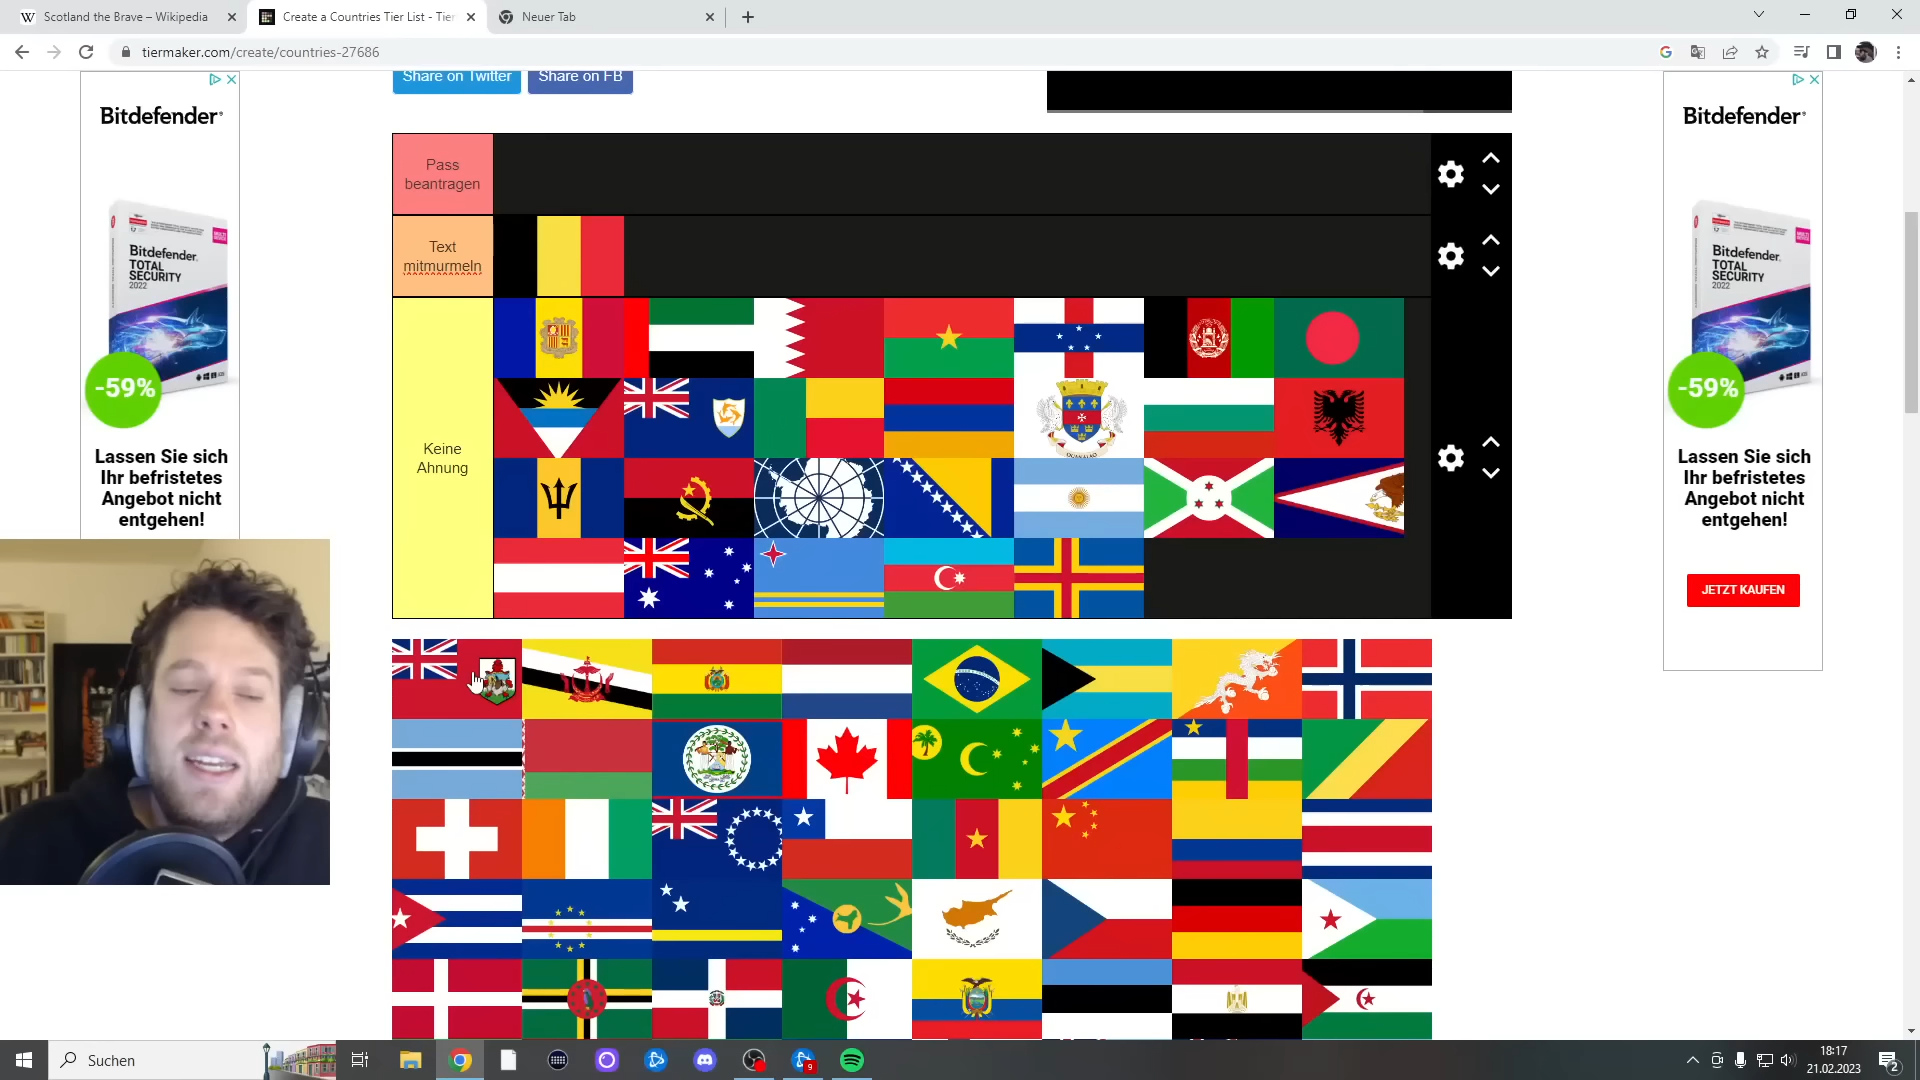 Scotland the Brave – Wikipedia
Create a Countries Tier List - Tier
Neuer Tab
tiermaker.com/create/countries-27686
Share on Twitter
Share on FB
Bitdefender
Bitdefender
TOTAL
SECURITY
2022
-59%
Lassen Sie sich
Ihr befristetes
Angebot nicht
entgehen!
Pass
beantragen
Text
mitmurmeln
Keine
Ahnung
Bitdefender
Bitdefender
TOTAL
SECURITY
2022
-59%
Lassen Sie sich
Ihr befristetes
Angebot nicht
entgehen!
JETZT KAUFEN
Suchen
9
18:17
21.02.2023
2